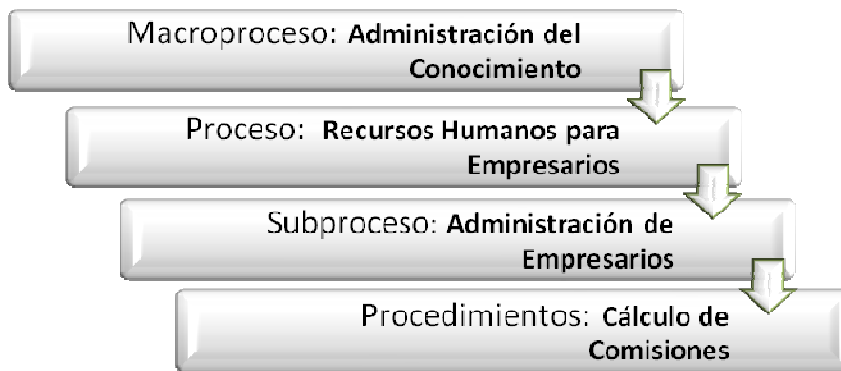 Macroproceso: Administración del
Conocimiento
Proceso: Recursos Humanos para
Empresarios
Subproceso: Administración de
Empresarios
Procedimientos: Cálculo de
Comisiones